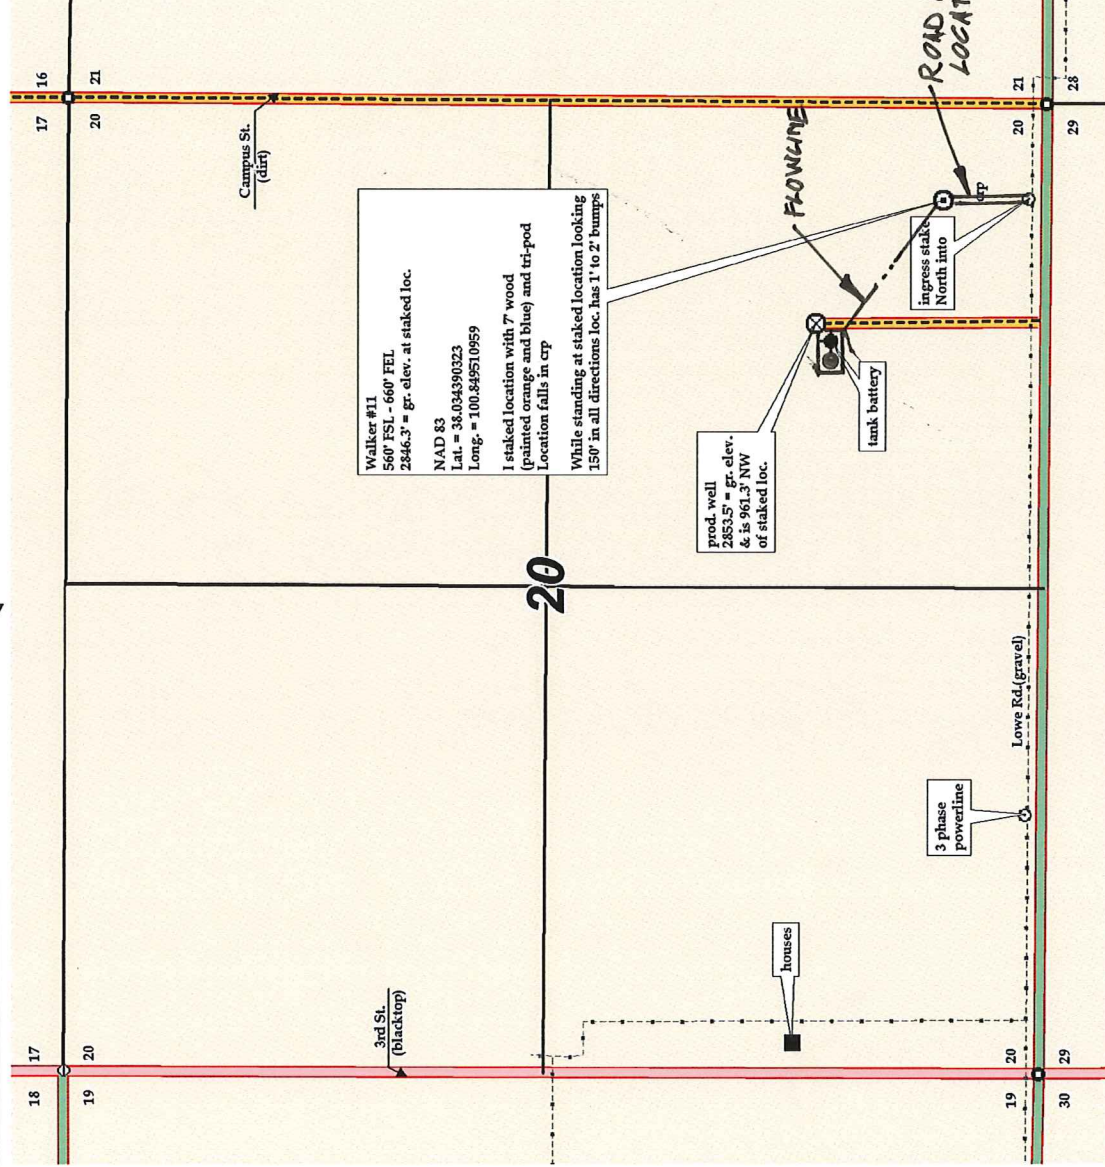 18 17
17 16
19 20
20 21
Campus St.
(dirt)
Walker #11
560' FSL - 660' FEL
2846.3' = gr. elev. at staked loc.
NAD 83
Lat. = 38.034390323
Long. = 100.849510959
I staked location with 7' wood
(painted orange and blue) and tri-pod
Location falls in crp
While standing at staked location looking
150' in all directions loc. has 1' to 2' bumps
3rd St.
(blacktop)
20
prod. well
2853.5' = gr. elev.
& is 961.3' NW
of staked loc.
FLOWLINE
houses
tank battery
ingress stake
North into
ROAD
LOCAT
crp
3 phase
powerline
Lowe Rd.(gravel)
19 20
20 21
30 29
29 28